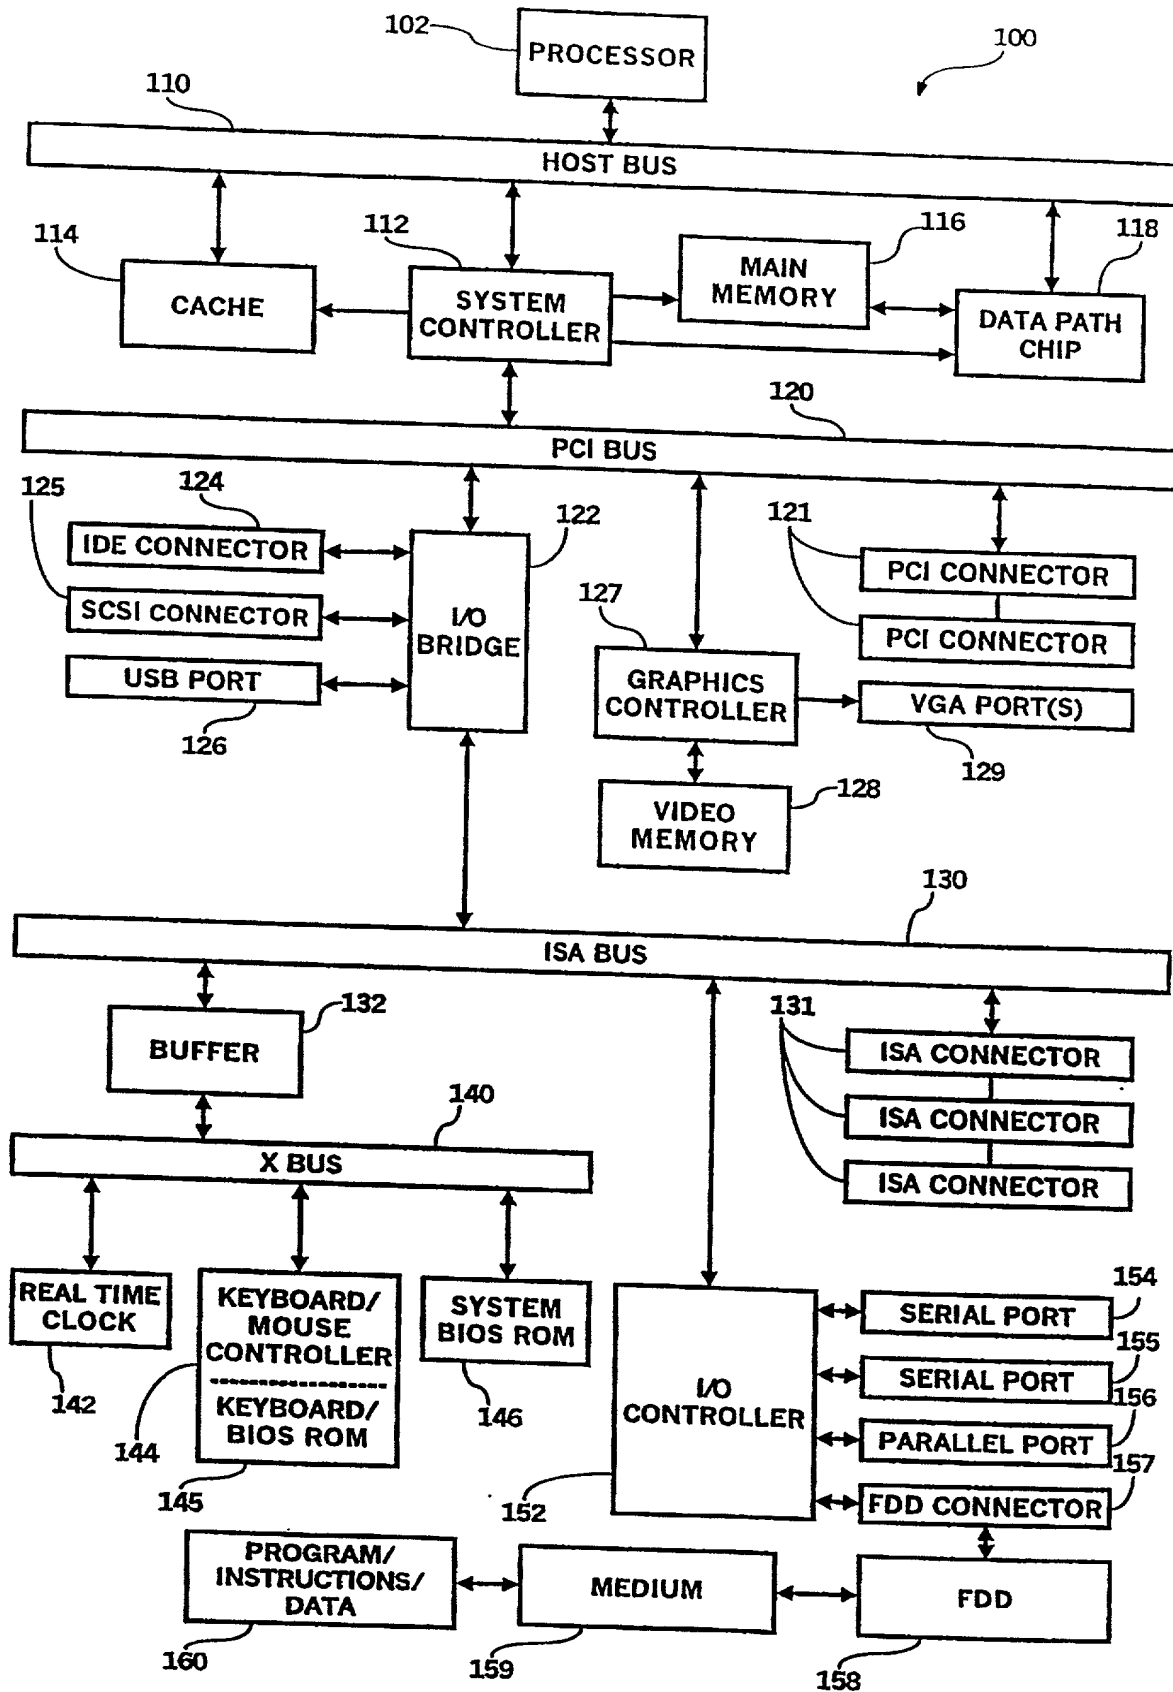 102
PROCESSOR
100
110
HOST BUS
114
112
116
118
CACHE
SYSTEM
CONTROLLER
MAIN
MEMORY
DATA PATH
CHIP
120
PCI BUS
125
124
122
121
IDE CONNECTOR
SCSI CONNECTOR
USB PORT
126
I/O
BRIDGE
127
GRAPHICS
CONTROLLER
PCI CONNECTOR
PCI CONNECTOR
VGA PORT(S)
129
128
VIDEO
MEMORY
130
ISA BUS
132
BUFFER
131
ISA CONNECTOR
ISA CONNECTOR
ISA CONNECTOR
140
X BUS
REAL TIME
CLOCK
142
KEYBOARD/
MOUSE
CONTROLLER
KEYBOARD/
BIOS ROM
144
145
SYSTEM
BIOS ROM
146
I/O
CONTROLLER
152
154
SERIAL PORT
155
SERIAL PORT
156
PARALLEL PORT
157
FDD CONNECTOR
PROGRAM/
INSTRUCTIONS/
DATA
160
MEDIUM
159
FDD
158